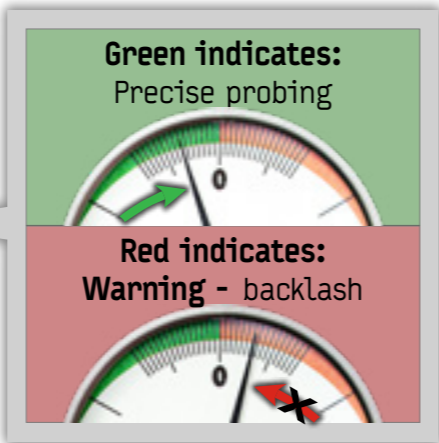 Green indicates:
Precise probing
0
Red indicates:
Warning - backlash
0